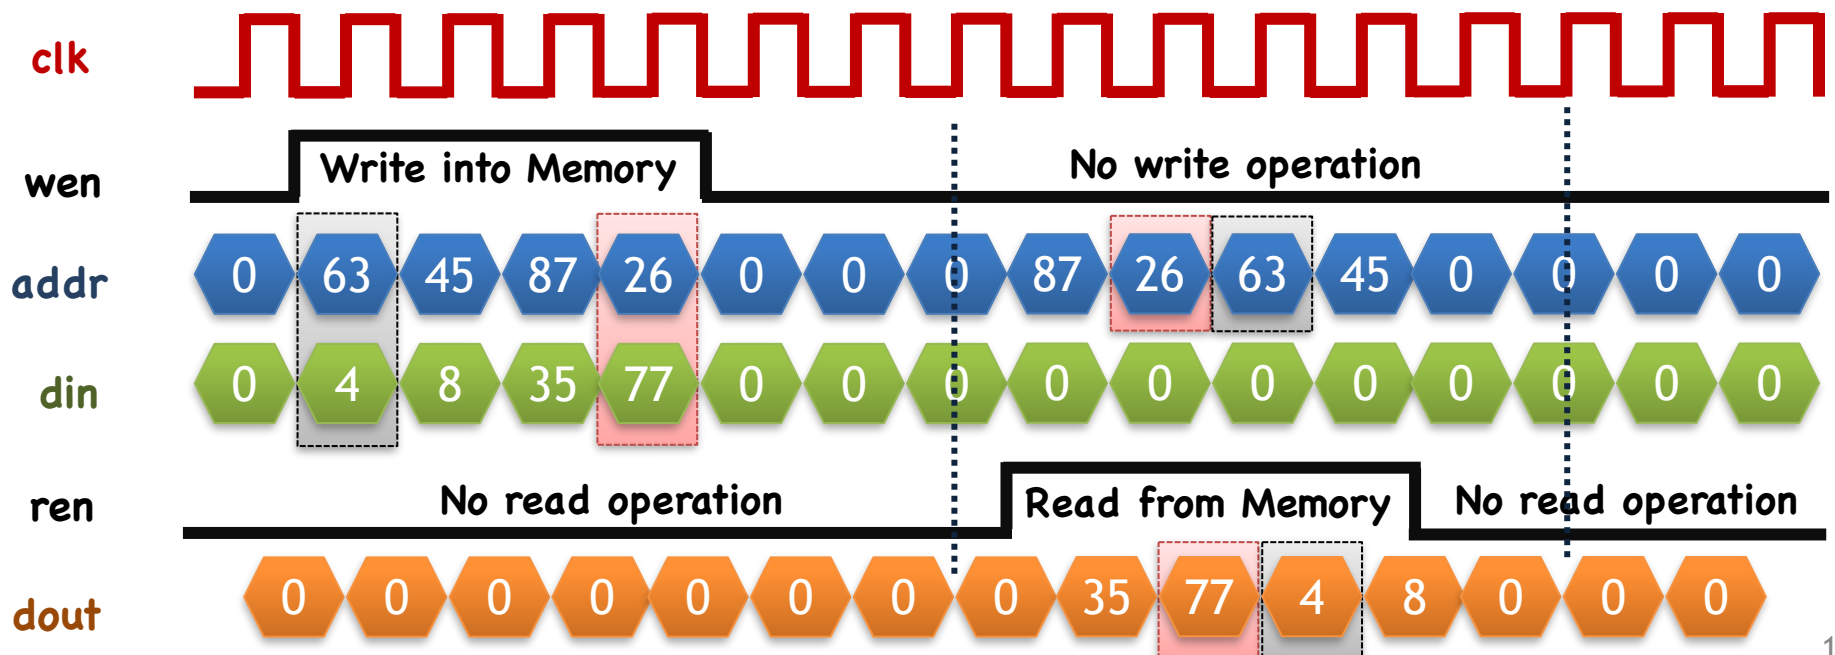 clk
wen Write into Memory No write operation
addr 0 63 45 87 26 0 0 0 87 26 63 45 0 0 0 0
din 0 4 8 35 77 0 0 0 0 0 0 0 0 0 0 0
ren No read operation Read from Memory No read operation
dout 0 0 0 0 0 0 0 0 35 77 4 8 0 0 0
1